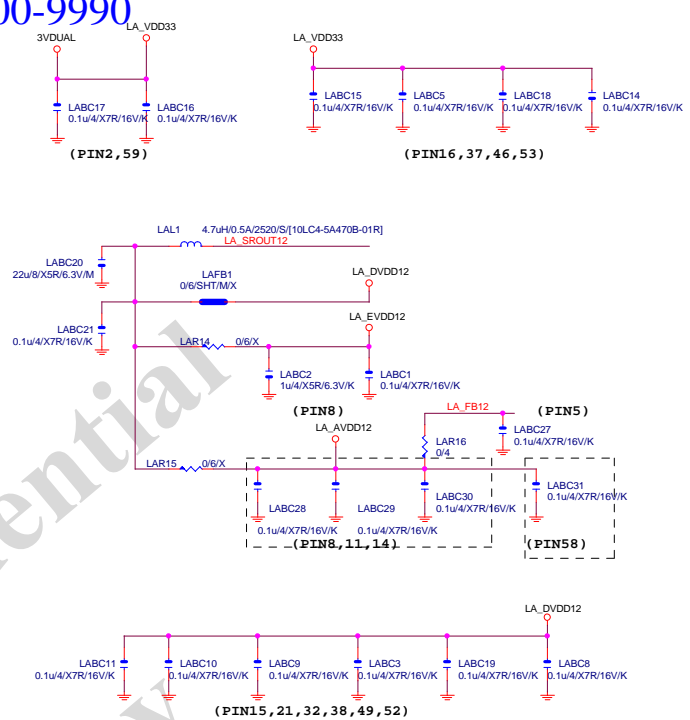 00-9990
3VDUAL
LA_VDD33
LABC17
0.1u/4/X7R/16V/K
LABC16
0.1u/4/X7R/16V/K
(PIN2,59)
LA_VDD33
LABC15
0.1u/4/X7R/16V/K
LABC5
0.1u/4/X7R/16V/K
LABC18
0.1u/4/X7R/16V/K
LABC14
0.1u/4/X7R/16V/K
(PIN16,37,46,53)
LAL1 4.7uH/0.5A/2520/S/[10LC4-5A470B-01R]
LA_SROUT12
LABC20
22u/8/X5R/6.3V/M
LAFB1
0/6/SHT/M/X
LA_DVDD12
LABC21
0.1u/4/X7R/16V/K
LA_EVDD12
LAR14 0/6/X
LABC2
1u/4/X5R/6.3V/K
LABC1
0.1u/4/X7R/16V/K
(PIN8)
LA_FB12
(PIN5)
LABC27
0.1u/4/X7R/16V/K
LA_AVDD12
LAR16
0/4
LAR15 0/6/X
LABC28
0.1u/4/X7R/16V/K
LABC29
0.1u/4/X7R/16V/K
LABC30
0.1u/4/X7R/16V/K
LABC31
0.1u/4/X7R/16V/K
(PIN8,11,14)
(PIN58)
LA_DVDD12
LABC11
0.1u/4/X7R/16V/K
LABC10
0.1u/4/X7R/16V/K
LABC9
0.1u/4/X7R/16V/K
LABC3
0.1u/4/X7R/16V/K
LABC19
0.1u/4/X7R/16V/K
LABC8
0.1u/4/X7R/16V/K
(PIN15,21,32,38,49,52)
ential
y